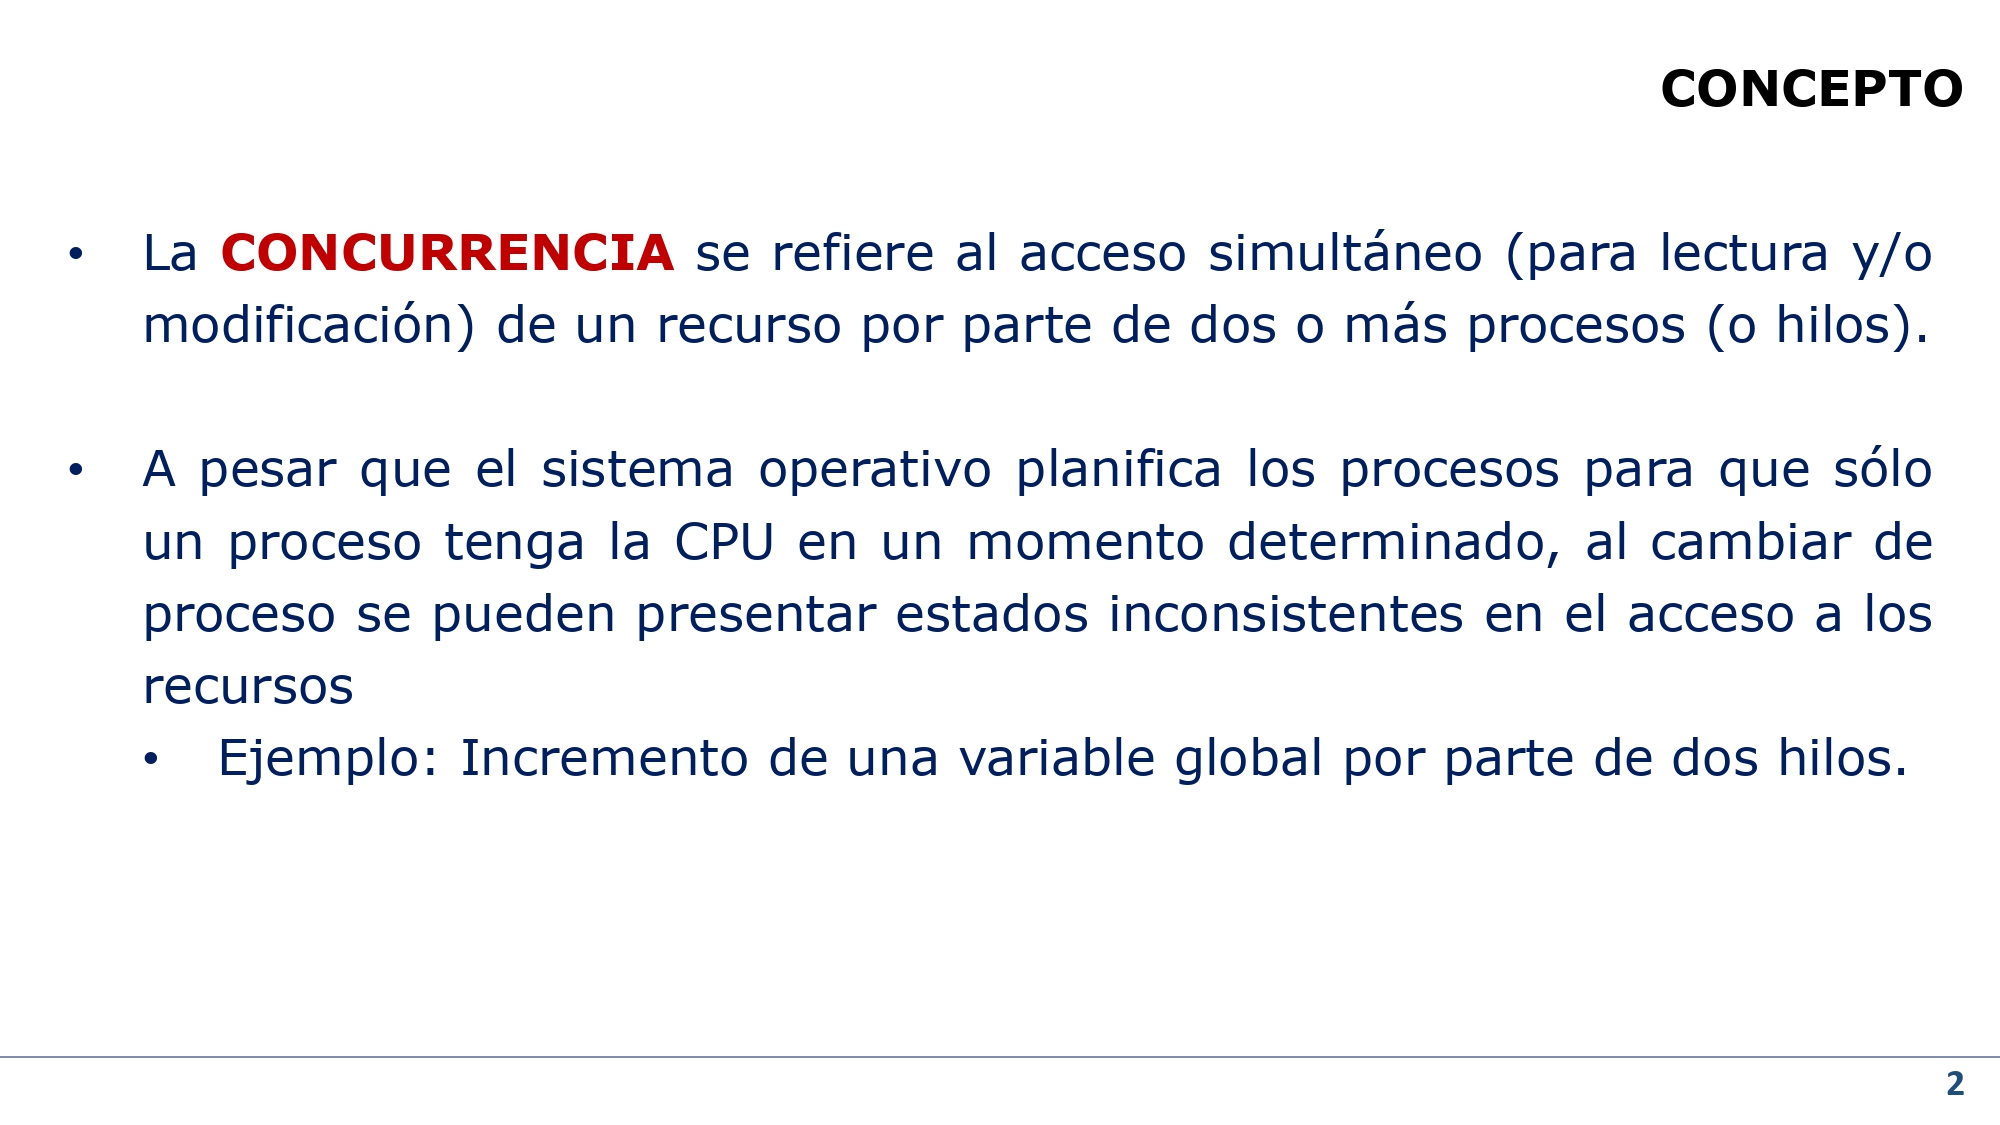 CONCEPTO
• La CONCURRENCIA se refiere al acceso simultáneo (para lectura y/o
modificación) de un recurso por parte de dos o más procesos (o hilos).
• A pesar que el sistema operativo planifica los procesos para que sólo
un proceso tenga la CPU en un momento determinado, al cambiar de
proceso se pueden presentar estados inconsistentes en el acceso a los
recursos
• Ejemplo: Incremento de una variable global por parte de dos hilos.
2